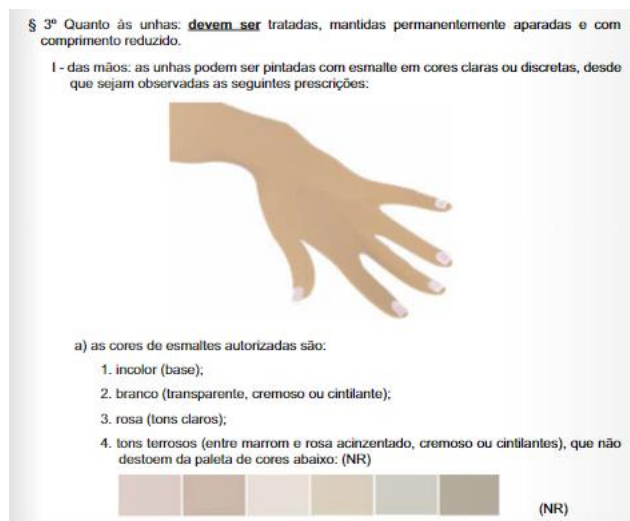 § 3º Quanto às unhas: devem ser tratadas, mantidas permanentemente aparadas e com
comprimento reduzido.
I - das mãos: as unhas podem ser pintadas com esmalte em cores claras ou discretas, desde
que sejam observadas as seguintes prescrições:
a) as cores de esmaltes autorizadas são:
1. incolor (base);
2. branco (transparente, cremoso ou cintilante);
3. rosa (tons claros);
4. tons terrosos (entre marrom e rosa acinzentado, cremoso ou cintilantes), que não
destoem da paleta de cores abaixo: (NR)
(NR)